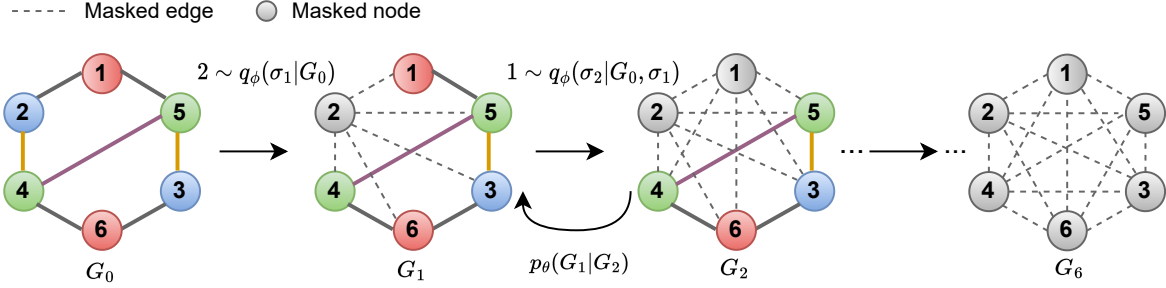 Masked edge Masked node
2 ∼ q_ϕ(σ_1|G_0) 1 ∼ q_ϕ(σ_2|G_0, σ_1)
1 1 1 1
2 5 2 5 2 5 2 5
... ...
4 3 4 3 4 3 4 3
6 6 6 6
p_θ(G_1|G_2)
G_0 G_1 G_2 G_6